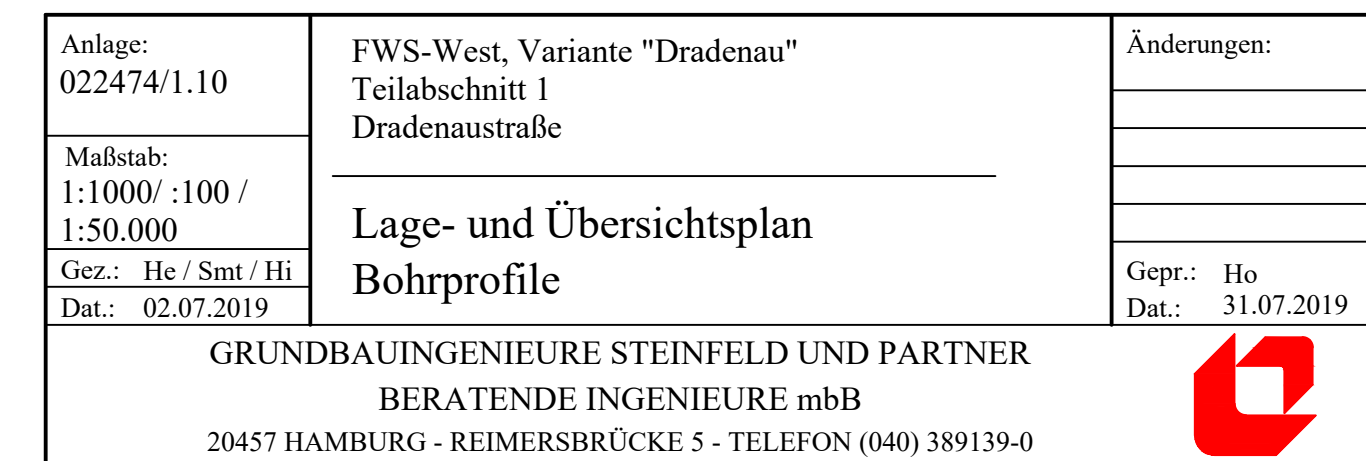 Anlage:
022474/1.10
Maßstab:
1:1000/ :100 /
1:50.000
Gez.: He / Smt / Hi
Dat.: 02.07.2019
FWS-West, Variante "Dradenau"
Teilabschnitt 1
Dradenaustraße
Lage- und Übersichtsplan
Bohrprofile
Änderungen:
Gepr.: Ho
Dat.: 31.07.2019
GRUNDBAUINGENIEURE STEINFELD UND PARTNER
BERATENDE INGENIEURE mbB
20457 HAMBURG - REIMERSBRÜCKE 5 - TELEFON (040) 389139-0